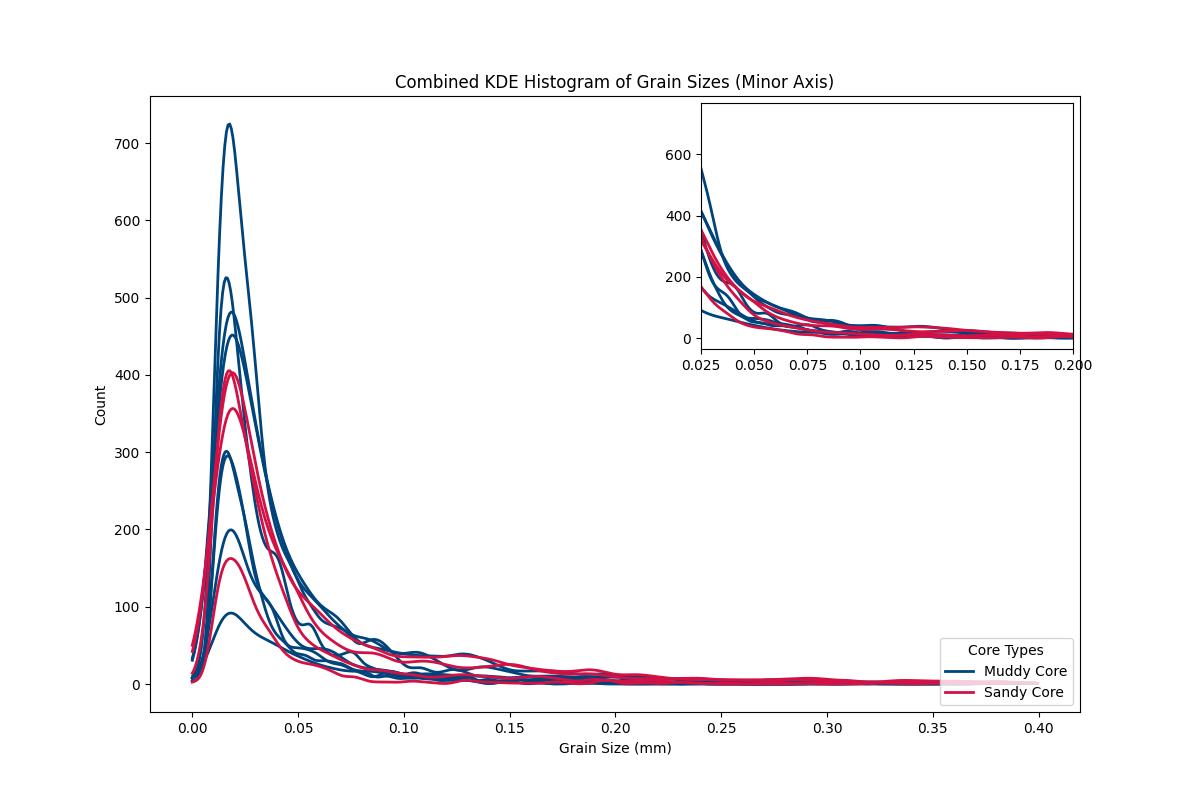 Combined KDE Histogram of Grain Sizes (Minor Axis)
Count
700
600
500
400
300
200
100
0
600
400
200
0
0.025 0.050 0.075 0.100 0.125 0.150 0.175 0.200
Core Types
Muddy Core
Sandy Core
0.00 0.05 0.10 0.15 0.20 0.25 0.30 0.35 0.40
Grain Size (mm)